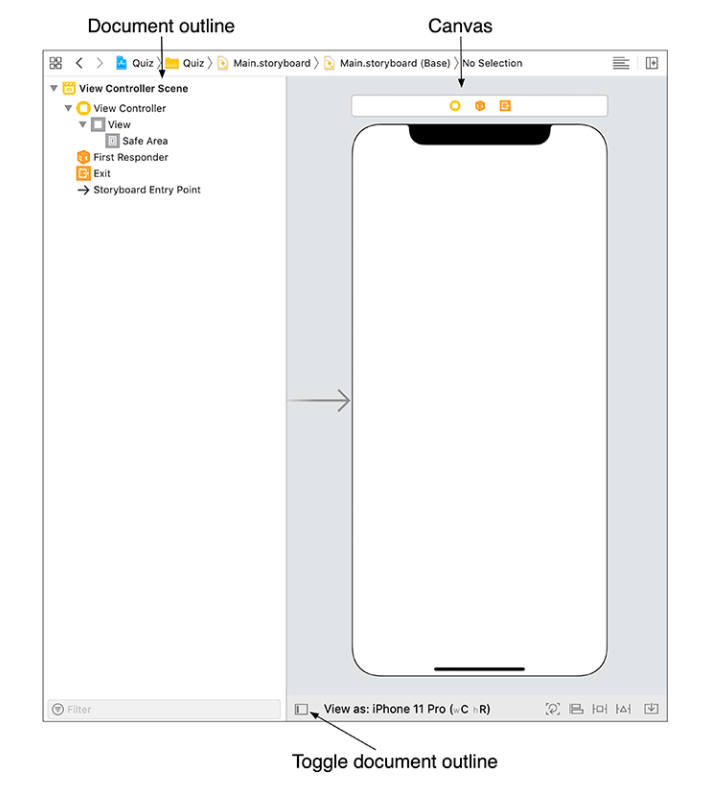 Document outline
Canvas
Quiz 〉 Quiz 〉 Main.storyboard 〉 Main.storyboard (Base) 〉 No Selection
View Controller Scene
View Controller
View
Safe Area
First Responder
Exit
Storyboard Entry Point
Filter
View as: iPhone 11 Pro (wC hR)
Toggle document outline